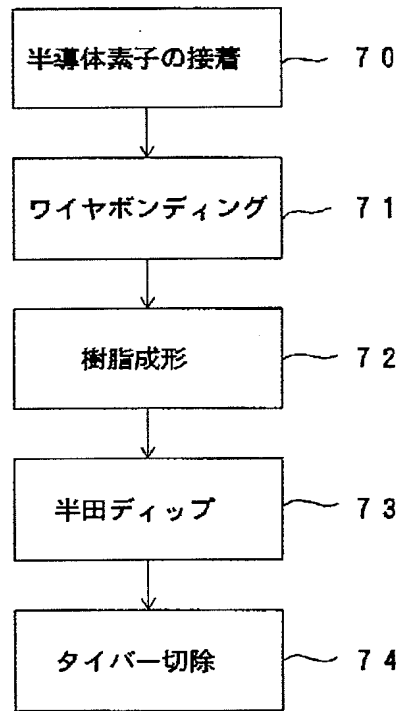 半導体素子の接着 70
ワイヤボンディング 71
樹脂成形 72
半田ディップ 73
タイバー切除 74